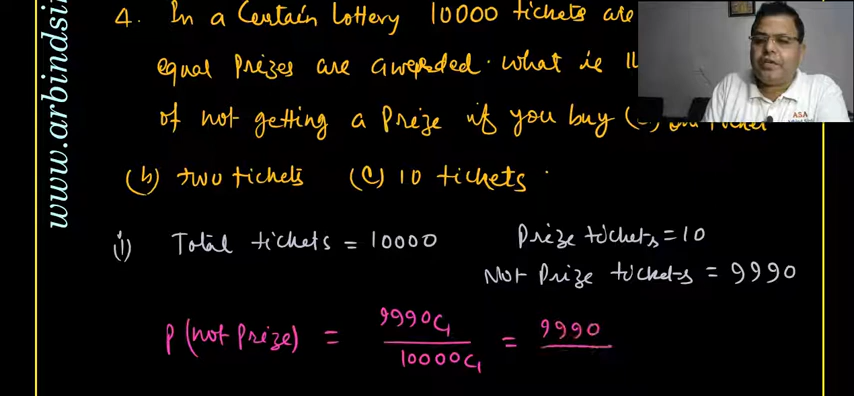 4. In a Certain lottery 10000 tickets are
equal Prizes are awarded. what is
of not getting a Prize if you buy
(b) two tickets (C) 10 tickets.
(i) Total tickets = 10000 Prize tickets = 10
Not Prize tickets = 9990
P (not Prize) = 9990C1 / 10000C1 = 9990
www.arbindsin
ASA